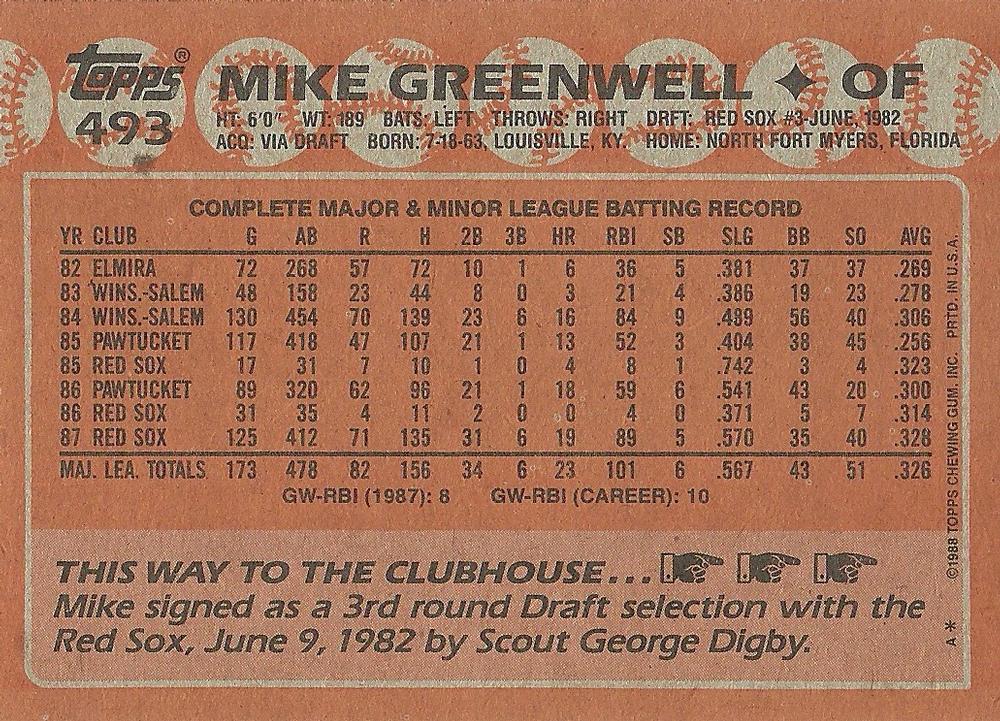 Topps® MIKE GREENWELL ✦ OF
493 HT: 6'0" WT: 189 BATS: LEFT THROWS: RIGHT DRFT: RED SOX #3-JUNE, 1982
ACQ: VIA DRAFT BORN: 7-18-63, LOUISVILLE, KY. HOME: NORTH FORT MYERS, FLORIDA
COMPLETE MAJOR & MINOR LEAGUE BATTING RECORD
YR CLUB G AB R H 2B 3B HR RBI SB SLG BB SO AVG
82 ELMIRA 72 268 57 72 10 1 6 36 5 .381 37 37 .269
83 WINS.-SALEM 48 158 23 44 8 0 3 21 4 .386 19 23 .278
84 WINS.-SALEM 130 454 70 139 23 6 16 84 9 .489 56 40 .306
85 PAWTUCKET 117 418 47 107 21 1 13 52 3 .404 38 45 .256
85 RED SOX 17 31 7 10 1 0 4 8 1 .742 3 4 .323
86 PAWTUCKET 89 320 62 96 21 1 18 59 6 .541 43 20 .300
86 RED SOX 31 35 4 11 2 0 0 4 0 .371 5 7 .314
87 RED SOX 125 412 71 135 31 6 19 89 5 .570 35 40 .328
MAJ. LEA. TOTALS 173 478 82 156 34 6 23 101 6 .567 43 51 .326
GW-RBI (1987): 8 GW-RBI (CAREER): 10
THIS WAY TO THE CLUBHOUSE...
Mike signed as a 3rd round Draft selection with the
Red Sox, June 9, 1982 by Scout George Digby.
A* ©1988 TOPPS CHEWING GUM, INC. PRTD. IN U.S.A.